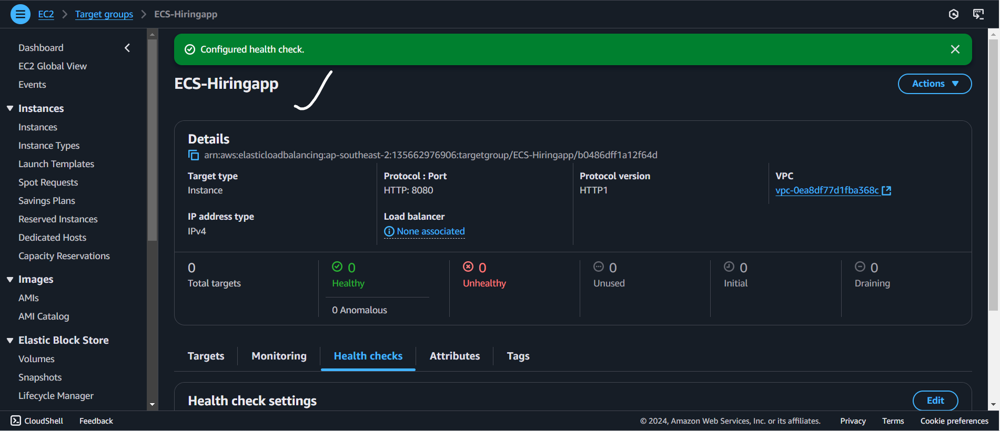 EC2 > Target groups > ECS-Hiringapp
Dashboard
EC2 Global View
Events
Instances
Instances
Instance Types
Launch Templates
Spot Requests
Savings Plans
Reserved Instances
Dedicated Hosts
Capacity Reservations
Images
AMIs
AMI Catalog
Elastic Block Store
Volumes
Snapshots
Lifecycle Manager
Configured health check.
ECS-Hiringapp
Actions
Details
arn:aws:elasticloadbalancing:ap-southeast-2:135662976906:targetgroup/ECS-Hiringapp/b0486dff1a12f64d
Target type
Instance
Protocol : Port
HTTP: 8080
Protocol version
HTTP1
VPC
vpc-0ea8df77d1fba368c
IP address type
IPv4
Load balancer
None associated
0
Total targets
0
Healthy
0 Anomalous
0
Unhealthy
0
Unused
0
Initial
0
Draining
Targets Monitoring Health checks Attributes Tags
Health check settings
Edit
CloudShell Feedback © 2024, Amazon Web Services, Inc. or its affiliates. Privacy Terms Cookie preferences